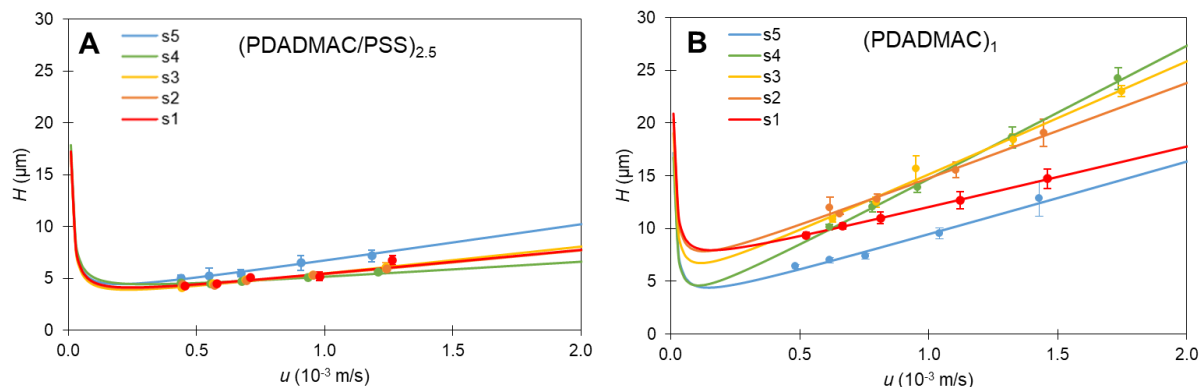 A
(PDADMAC/PSS)2.5
s5
s4
s3
s2
s1
30
25
20
15
10
5
0
H (µm)
0.0 0.5 1.0 1.5 2.0
u (10-3 m/s)
B
(PDADMAC)1
s5
s4
s3
s2
s1
30
25
20
15
10
5
0
H (µm)
0.0 0.5 1.0 1.5 2.0
u (10-3 m/s)